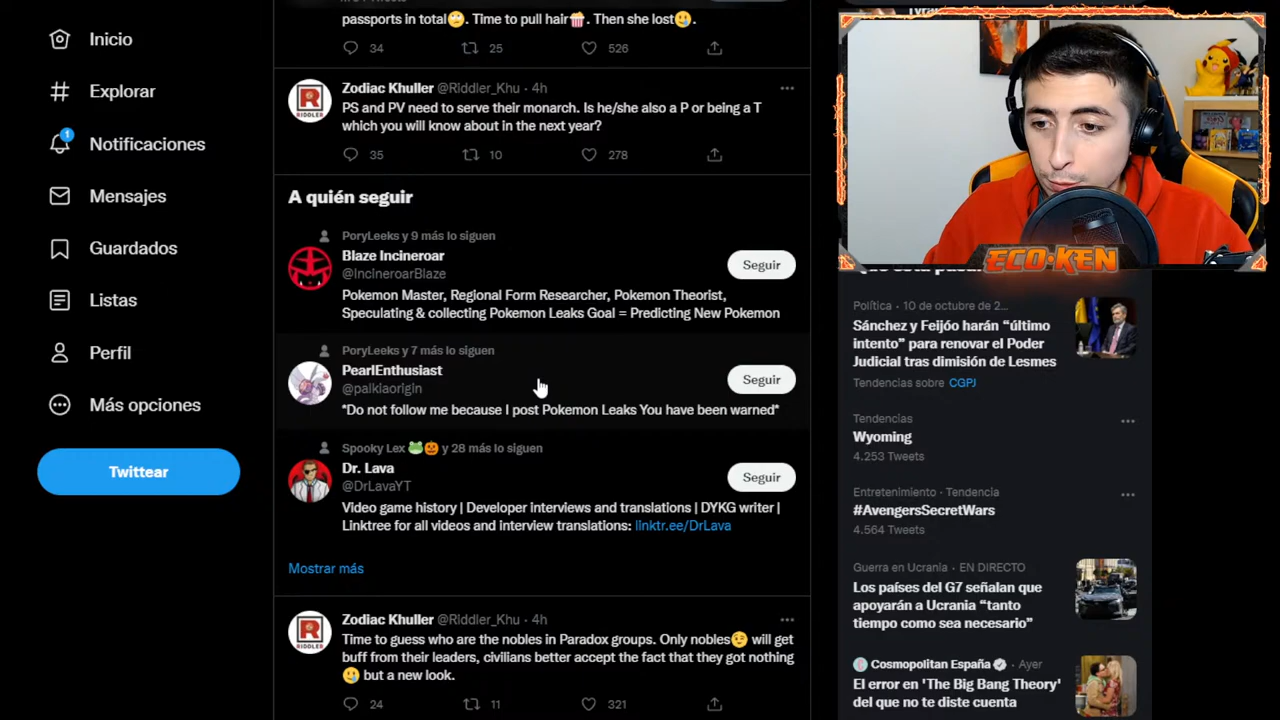 Inicio
Explorar
1
Notificaciones
Mensajes
Guardados
Listas
Perfil
Más opciones
Twittear
passports in total🙄. Time to pull hair🍿. Then she lost🥲.
34
25
526
RIDDLER
Zodiac Khuller @Riddler_Khu · 4h
PS and PV need to serve their monarch. Is he/she also a P or being a T
which you will know about in the next year?
35
10
278
A quién seguir
PoryLeeks y 9 más lo siguen
Blaze Incineroar
@IncineroarBlaze
Seguir
Pokemon Master, Regional Form Researcher, Pokemon Theorist,
Speculating & collecting Pokemon Leaks Goal = Predicting New Pokemon
PoryLeeks y 7 más lo siguen
PearlEnthusiast
@palkiaorigin
Seguir
*Do not follow me because I post Pokemon Leaks You have been warned*
Spooky Lex 🐸🎃 y 28 más lo siguen
Dr. Lava
@DrLavaYT
Seguir
Video game history | Developer interviews and translations | DYKG writer |
Linktree for all videos and interview translations: linktr.ee/DrLava
Mostrar más
RIDDLER
Zodiac Khuller @Riddler_Khu · 4h
Time to guess who are the nobles in Paradox groups. Only nobles😉 will get
buff from their leaders, civilians better accept the fact that they got nothing
🥲 but a new look.
24
11
321
ECO-KEN
Política · 10 de octubre de 2...
Sánchez y Feijóo harán “último
intento” para renovar el Poder
Judicial tras dimisión de Lesmes
Tendencias sobre CGPJ
Tendencias
Wyoming
4.253 Tweets
Entretenimiento · Tendencia
#AvengersSecretWars
4.564 Tweets
Guerra en Ucrania · EN DIRECTO
Los países del G7 señalan que
apoyarán a Ucrania “tanto
tiempo como sea necesario”
Cosmopolitan España · Ayer
El error en 'The Big Bang Theory'
del que no te diste cuenta